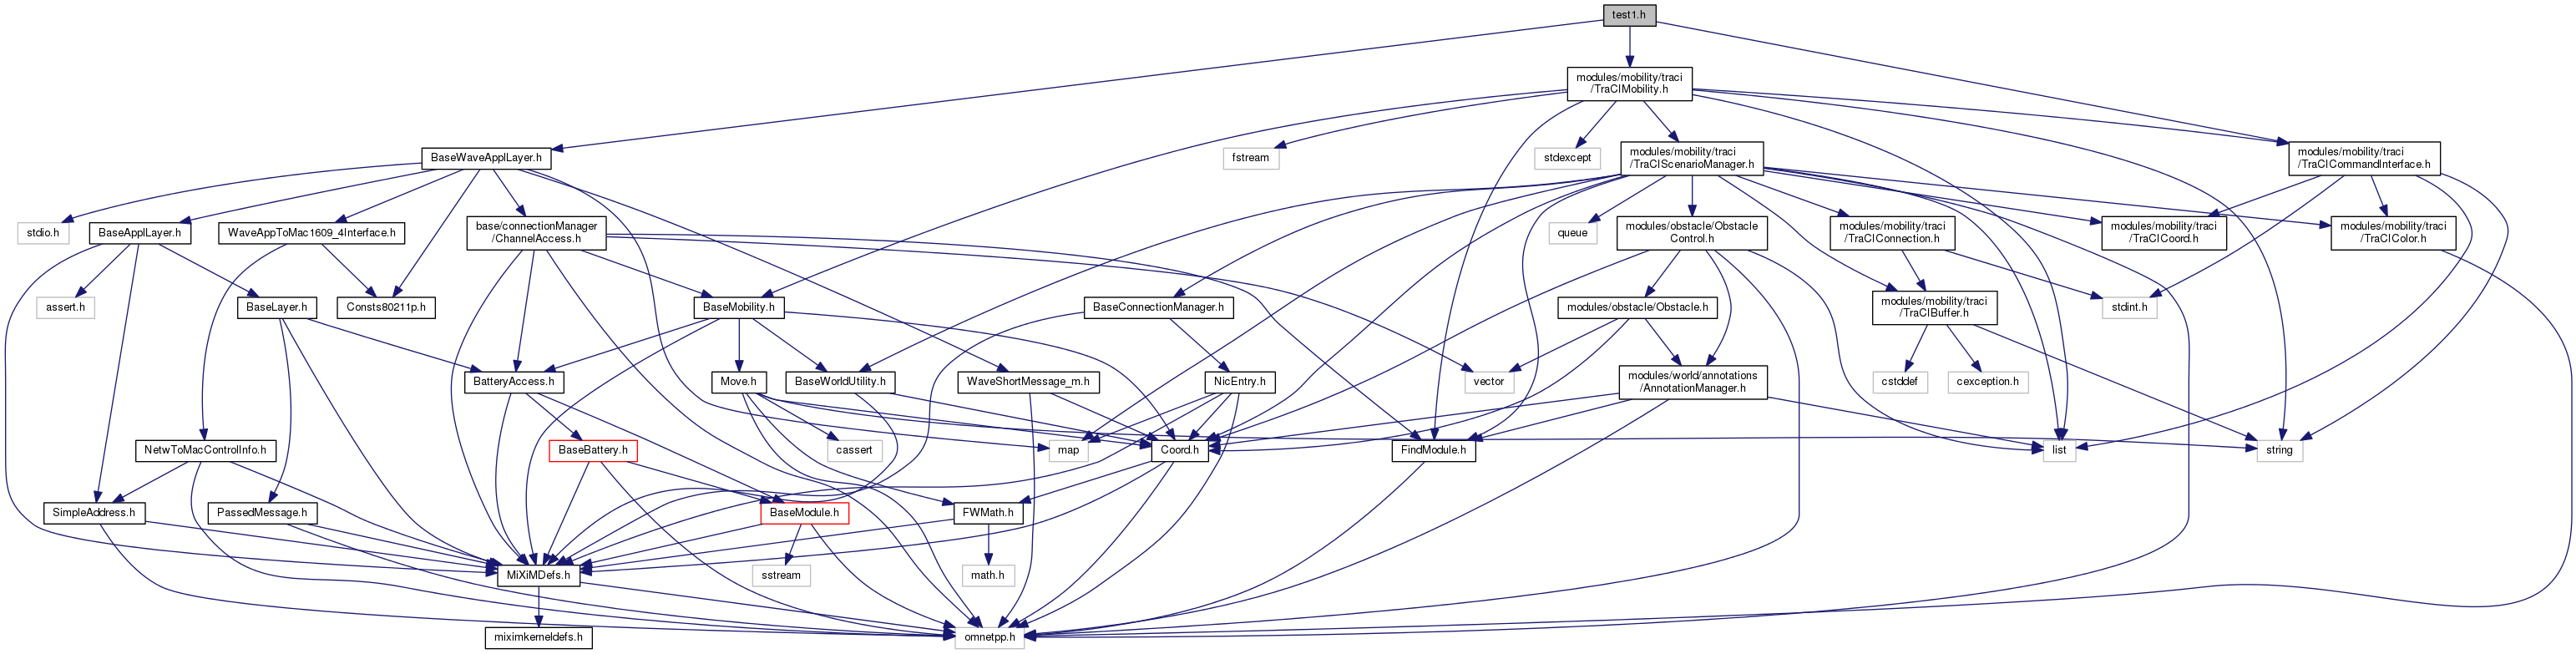 test1.h
modules/mobility/traci
/TraCIMobility.h
BaseWaveApplLayer.h
fstream
stdexcept
modules/mobility/traci
/TraCIScenarioManager.h
modules/mobility/traci
/TraCICommandInterface.h
stdio.h
BaseApplLayer.h
WaveAppToMac1609_4Interface.h
base/connectionManager
/ChannelAccess.h
queue
modules/obstacle/Obstacle
Control.h
modules/mobility/traci
/TraCIConnection.h
modules/mobility/traci
/TraCICoord.h
modules/mobility/traci
/TraCIColor.h
assert.h
BaseLayer.h
Consts80211p.h
BaseMobility.h
BaseConnectionManager.h
modules/obstacle/Obstacle.h
modules/mobility/traci
/TraCIBuffer.h
stdint.h
BatteryAccess.h
Move.h
BaseWorldUtility.h
WaveShortMessage_m.h
NicEntry.h
vector
modules/world/annotations
/AnnotationManager.h
cstddef
cexception.h
NetwToMacControlInfo.h
BaseBattery.h
cassert
map
Coord.h
FindModule.h
list
string
SimpleAddress.h
PassedMessage.h
BaseModule.h
FWMath.h
MiXiMDefs.h
sstream
math.h
miximkerneldefs.h
omnetpp.h